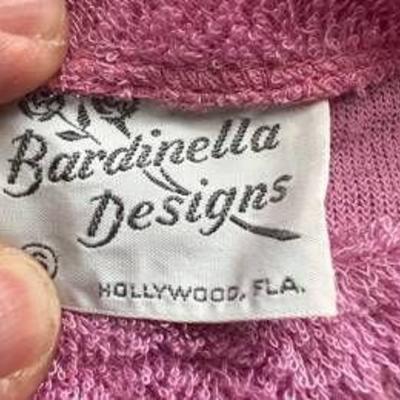 Bardinella
Designs
S
HOLLYWOOD, FLA.